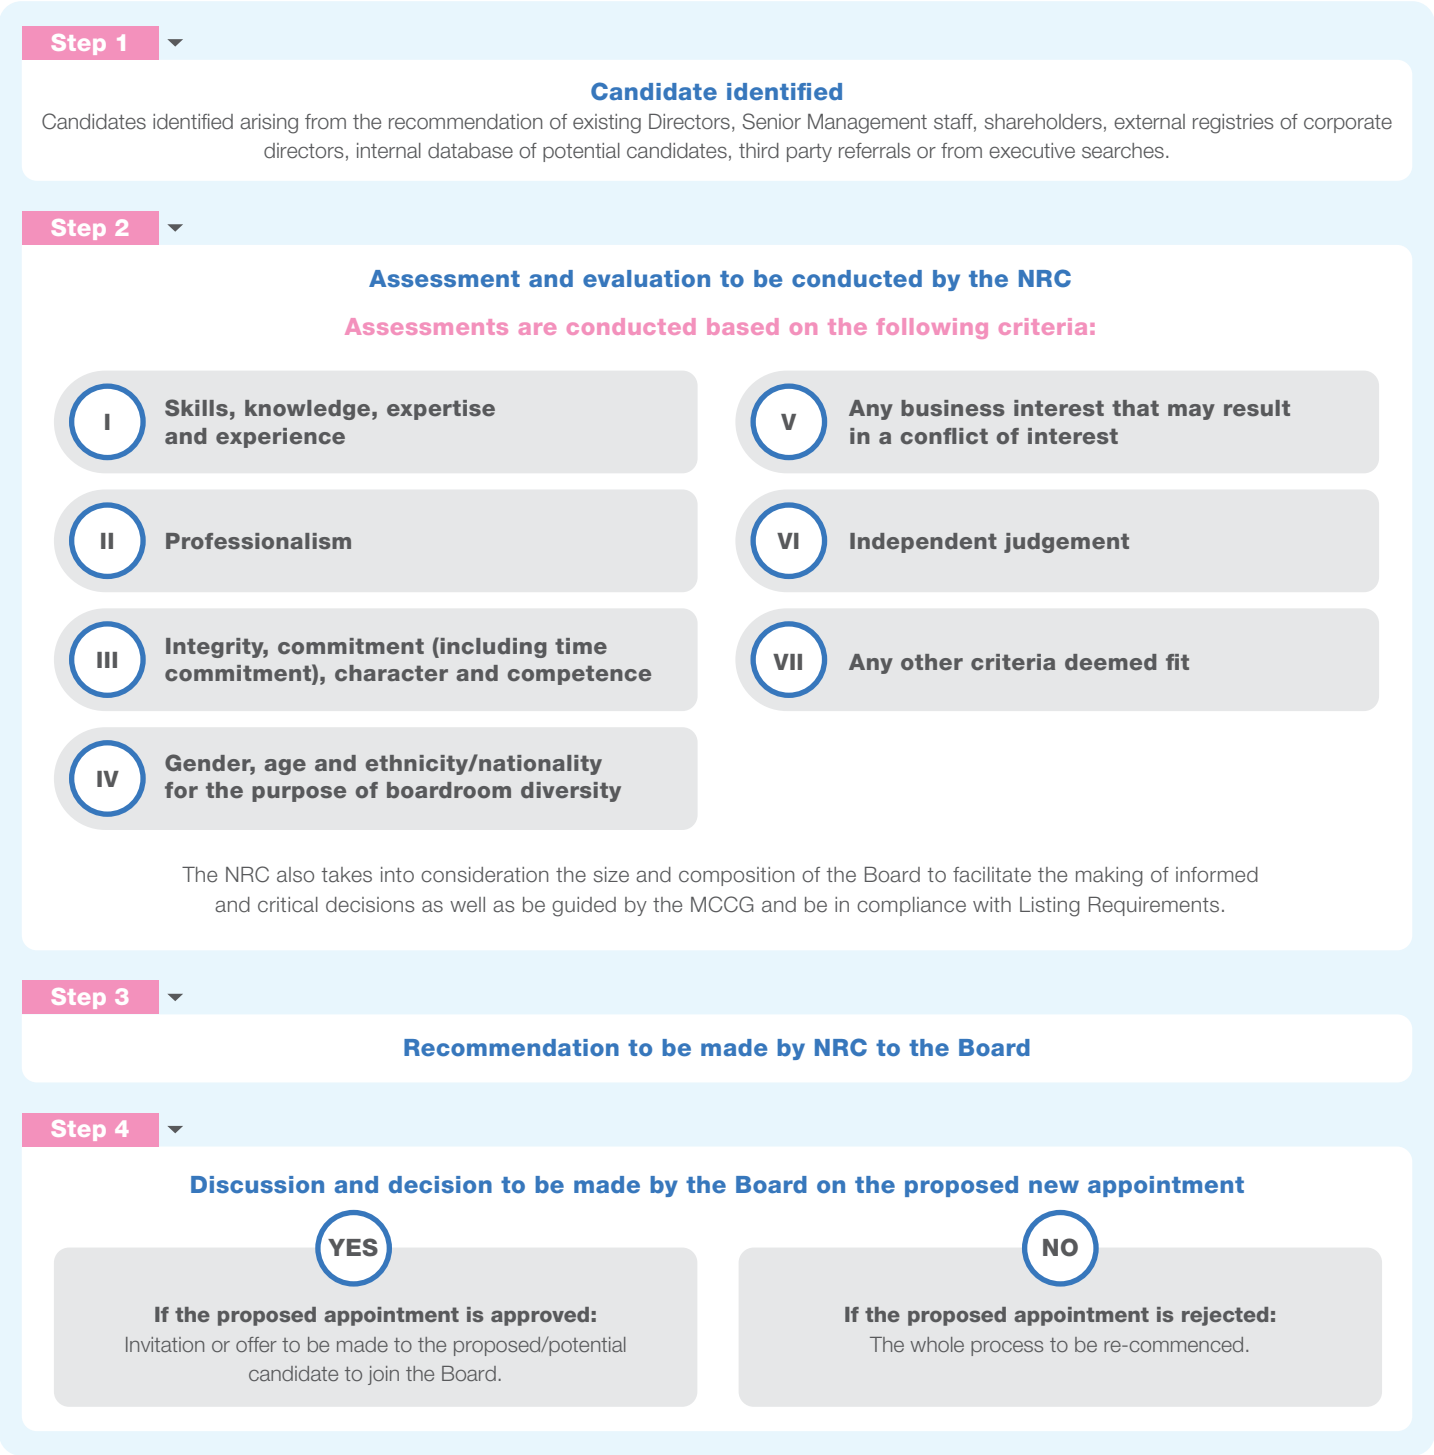 Step 1
Candidate identified
Candidates identified arising from the recommendation of existing Directors, Senior Management staff, shareholders, external registries of corporate
directors, internal database of potential candidates, third party referrals or from executive searches.
Step 2
Assessment and evaluation to be conducted by the NRC
Assessments are conducted based on the following criteria:
I
Skills, knowledge, expertise
and experience
II
Professionalism
III
Integrity, commitment (including time
commitment), character and competence
IV
Gender, age and ethnicity/nationality
for the purpose of boardroom diversity
V
Any business interest that may result
in a conflict of interest
VI
Independent judgement
VII
Any other criteria deemed fit
The NRC also takes into consideration the size and composition of the Board to facilitate the making of informed
and critical decisions as well as be guided by the MCCG and be in compliance with Listing Requirements.
Step 3
Recommendation to be made by NRC to the Board
Step 4
Discussion and decision to be made by the Board on the proposed new appointment
YES
If the proposed appointment is approved:
Invitation or offer to be made to the proposed/potential
candidate to join the Board.
NO
If the proposed appointment is rejected:
The whole process to be re-commenced.